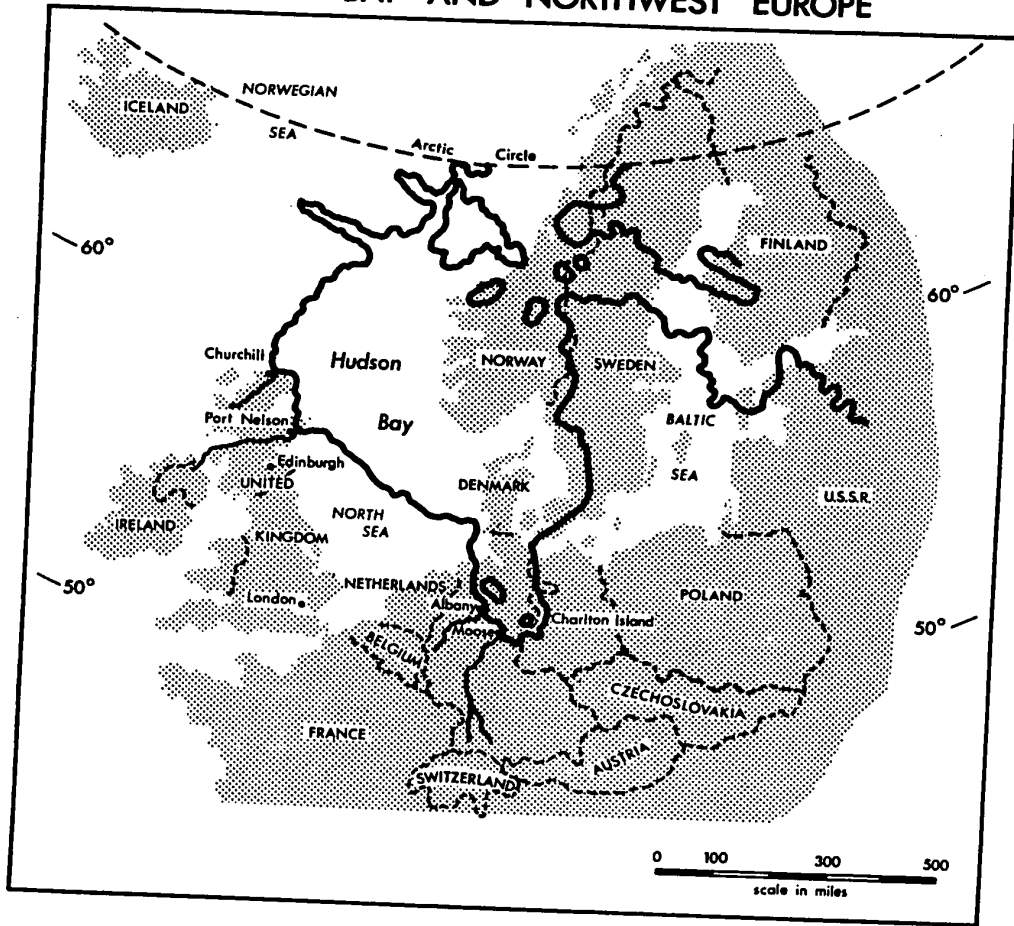 AND NORTHWEST EUROPE
ICELAND
NORWEGIAN
SEA
Arctic Circle
60°
FINLAND
60°
Churchill
Hudson
Bay
NORWAY
SWEDEN
Port Nelson
BALTIC
SEA
Edinburgh
UNITED
KINGDOM
DENMARK
U.S.S.R.
IRELAND
NORTH
SEA
50°
NETHERLANDS
London
Albany
Moose
Charlton Island
POLAND
50°
BELGIUM
CZECHOSLOVAKIA
FRANCE
AUSTRIA
SWITZERLAND
0 100 300 500
scale in miles